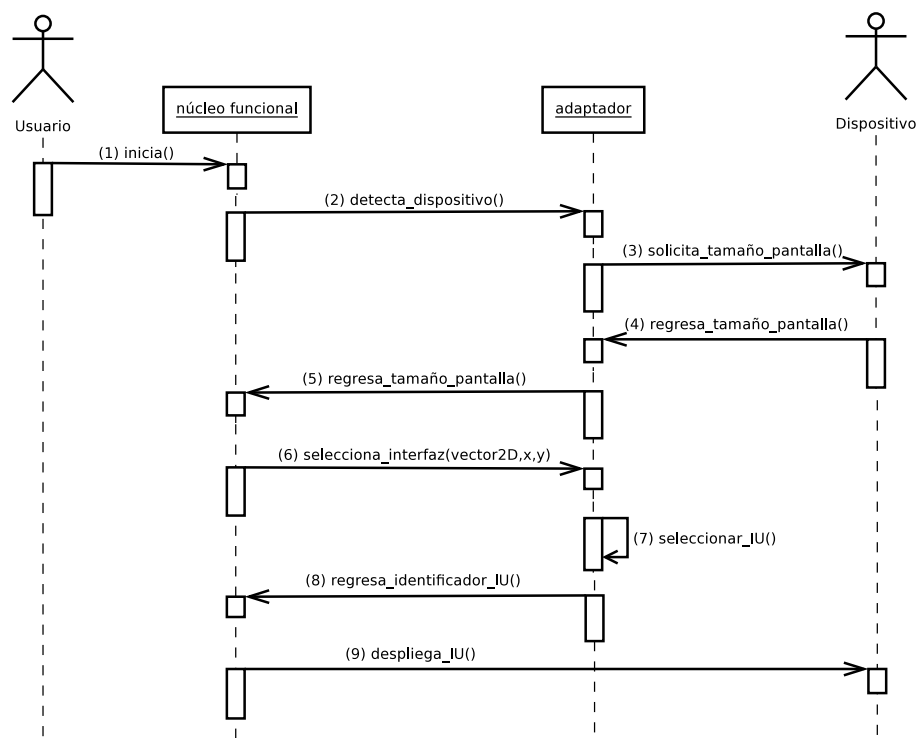 Usuario
núcleo funcional
adaptador
Dispositivo
(1) inicia()
(2) detecta_dispositivo()
(3) solicita_tamaño_pantalla()
(4) regresa_tamaño_pantalla()
(5) regresa_tamaño_pantalla()
(6) selecciona_interfaz(vector2D,x,y)
(7) seleccionar_IU()
(8) regresa_identificador_IU()
(9) despliega_IU()